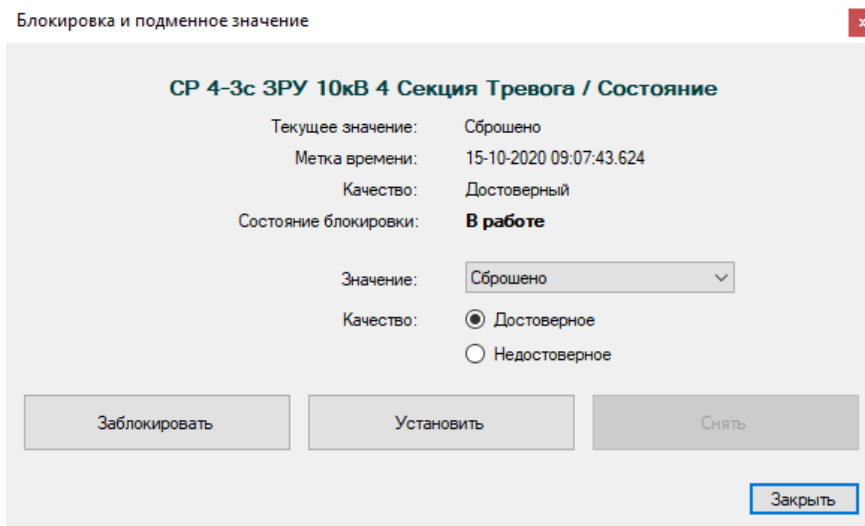 Блокировка и подменное значение
x
СР 4-3с ЗРУ 10кВ 4 Секция Тревога / Состояние
Текущее значение: Сброшено
Метка времени: 15-10-2020 09:07:43.624
Качество: Достоверный
Состояние блокировки: В работе
Значение: Сброшено
Качество: Достоверное
Недостоверное
Заблокировать Установить Снять
Закрыть